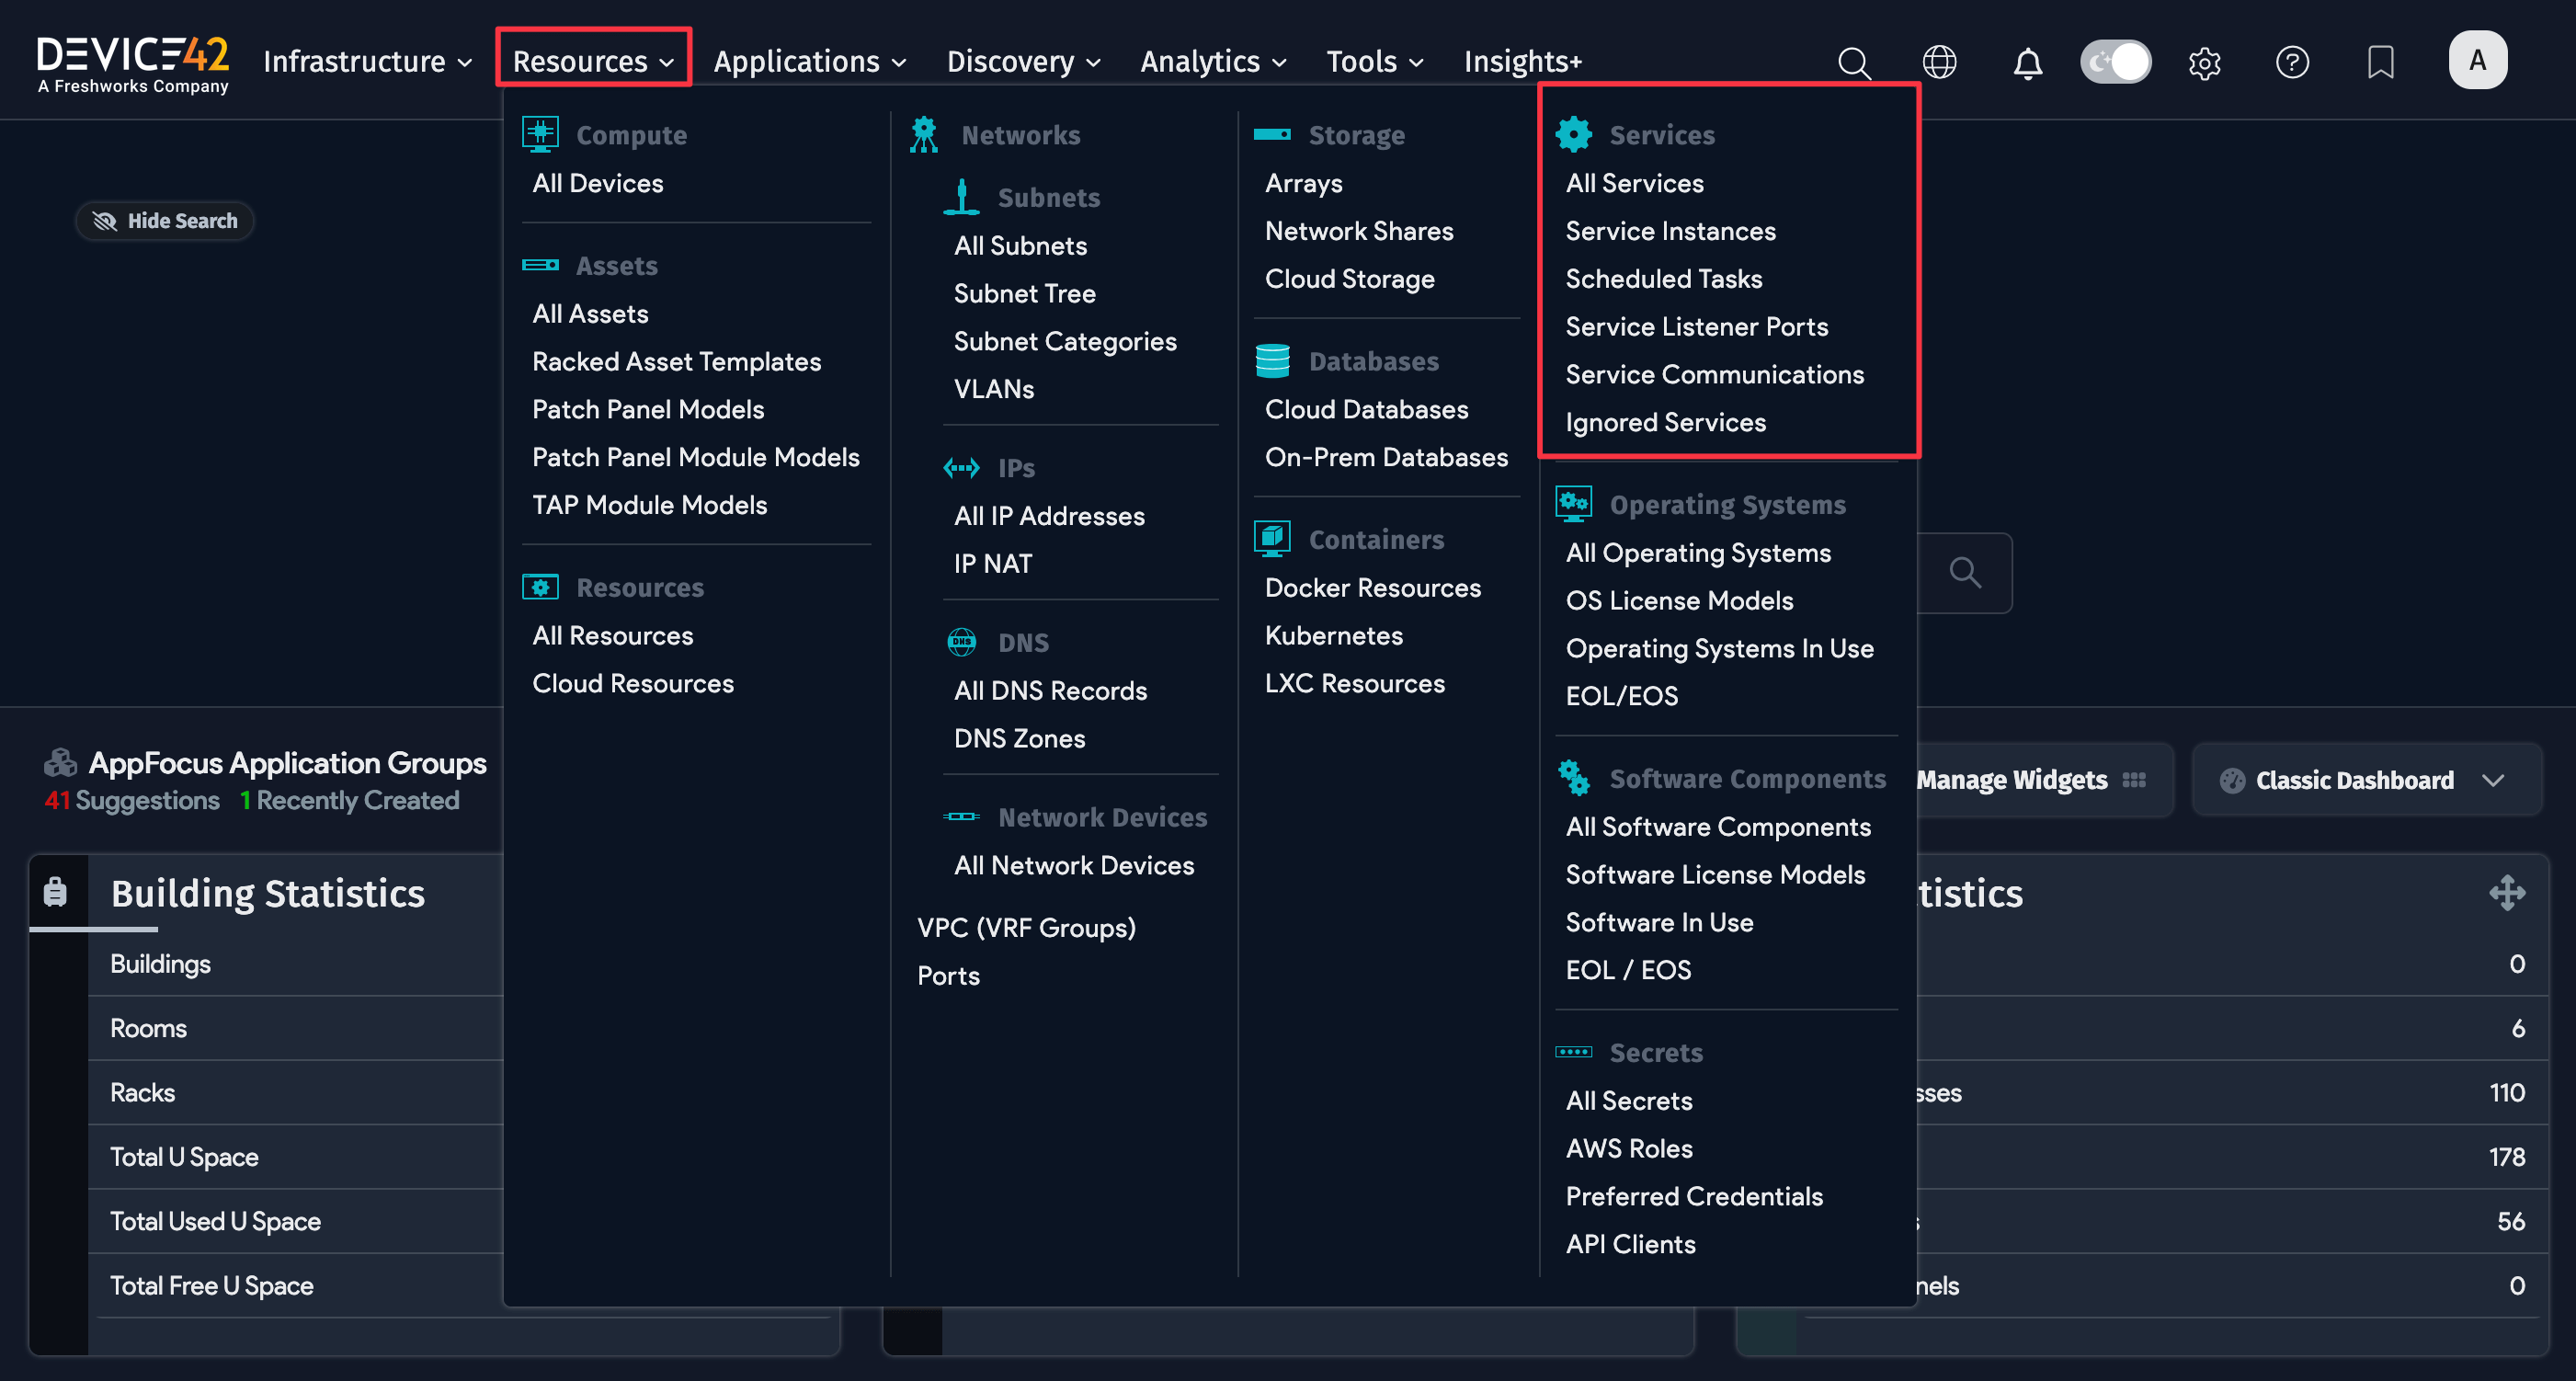 DEVICE42
A Freshworks Company
Infrastructure
Resources
Applications
Discovery
Analytics
Tools
Insights+
A
Hide Search
Compute
All Devices
Assets
All Assets
Racked Asset Templates
Patch Panel Models
Patch Panel Module Models
TAP Module Models
Resources
All Resources
Cloud Resources
Networks
Subnets
All Subnets
Subnet Tree
Subnet Categories
VLANs
IPs
All IP Addresses
IP NAT
DNS
DNS
All DNS Records
DNS Zones
Network Devices
All Network Devices
VPC (VRF Groups)
Ports
Storage
Arrays
Network Shares
Cloud Storage
Databases
Cloud Databases
On-Prem Databases
Containers
Docker Resources
Kubernetes
LXC Resources
Services
All Services
Service Instances
Scheduled Tasks
Service Listener Ports
Service Communications
Ignored Services
Operating Systems
All Operating Systems
OS License Models
Operating Systems In Use
EOL/EOS
Software Components
All Software Components
Software License Models
Software In Use
EOL / EOS
Secrets
All Secrets
AWS Roles
Preferred Credentials
API Clients
AppFocus Application Groups
41 Suggestions 1 Recently Created
Manage Widgets
Classic Dashboard
Building Statistics
Buildings
Rooms
Racks
Total U Space
Total Used U Space
Total Free U Space
tistics
0
6
sses 110
178
s 56
nels 0